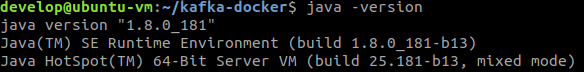 develop@ubuntu-vm:~/kafka-docker$ java -version
java version "1.8.0_181"
Java(TM) SE Runtime Environment (build 1.8.0_181-b13)
Java HotSpot(TM) 64-Bit Server VM (build 25.181-b13, mixed mode)